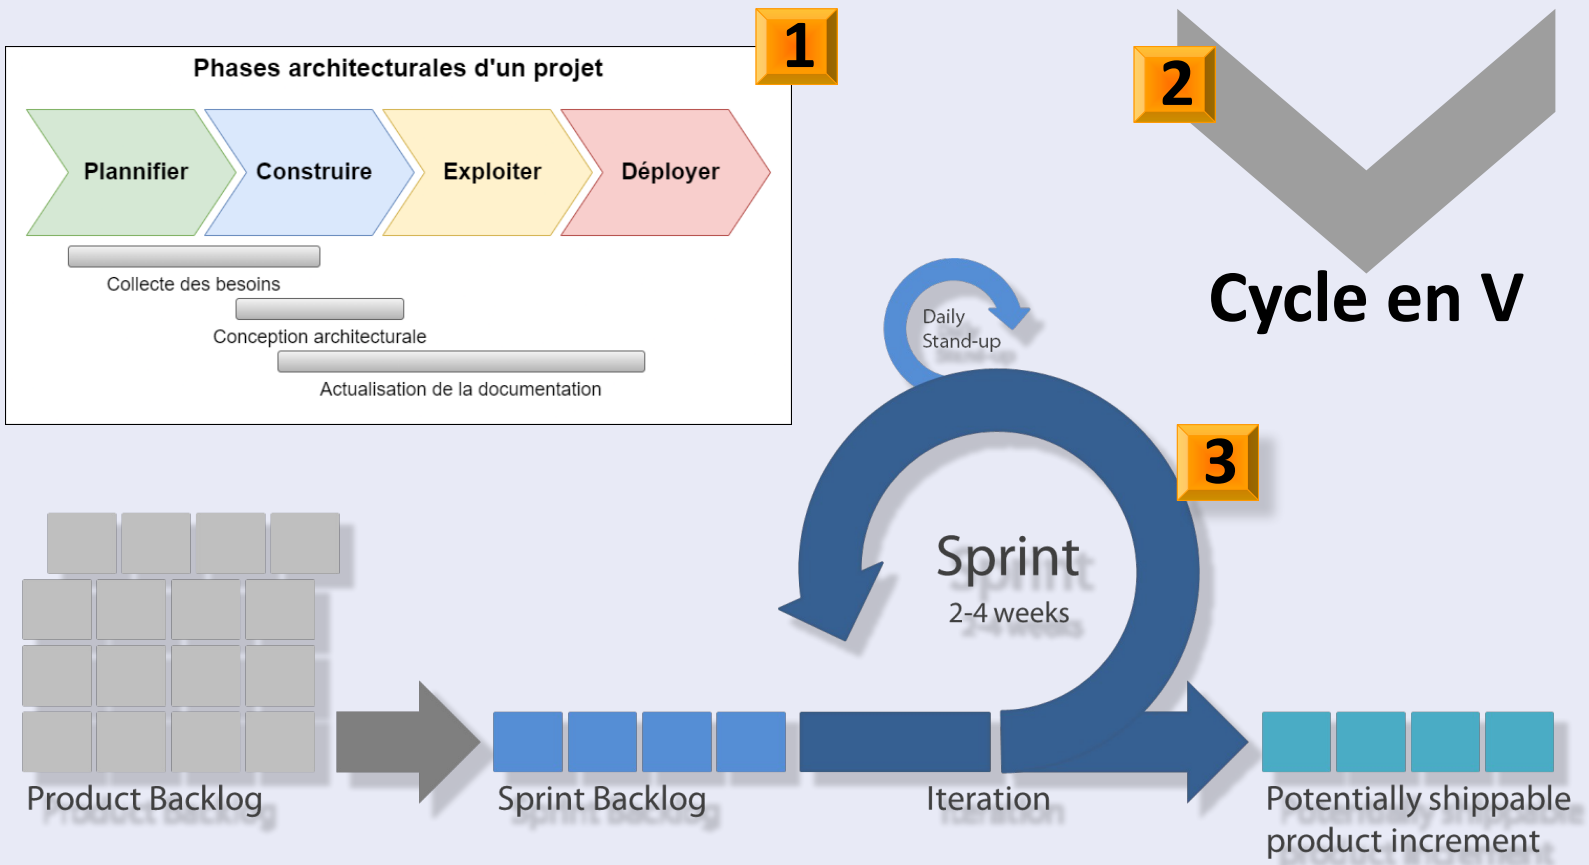 1
Phases architecturales d'un projet
Plannifier
Construire
Exploiter
Déployer
Collecte des besoins
Conception architecturale
Actualisation de la documentation
2
Cycle en V
Daily
Stand-up
3
Sprint
2-4 weeks
Product Backlog
Sprint Backlog
Iteration
Potentially shippable
product increment